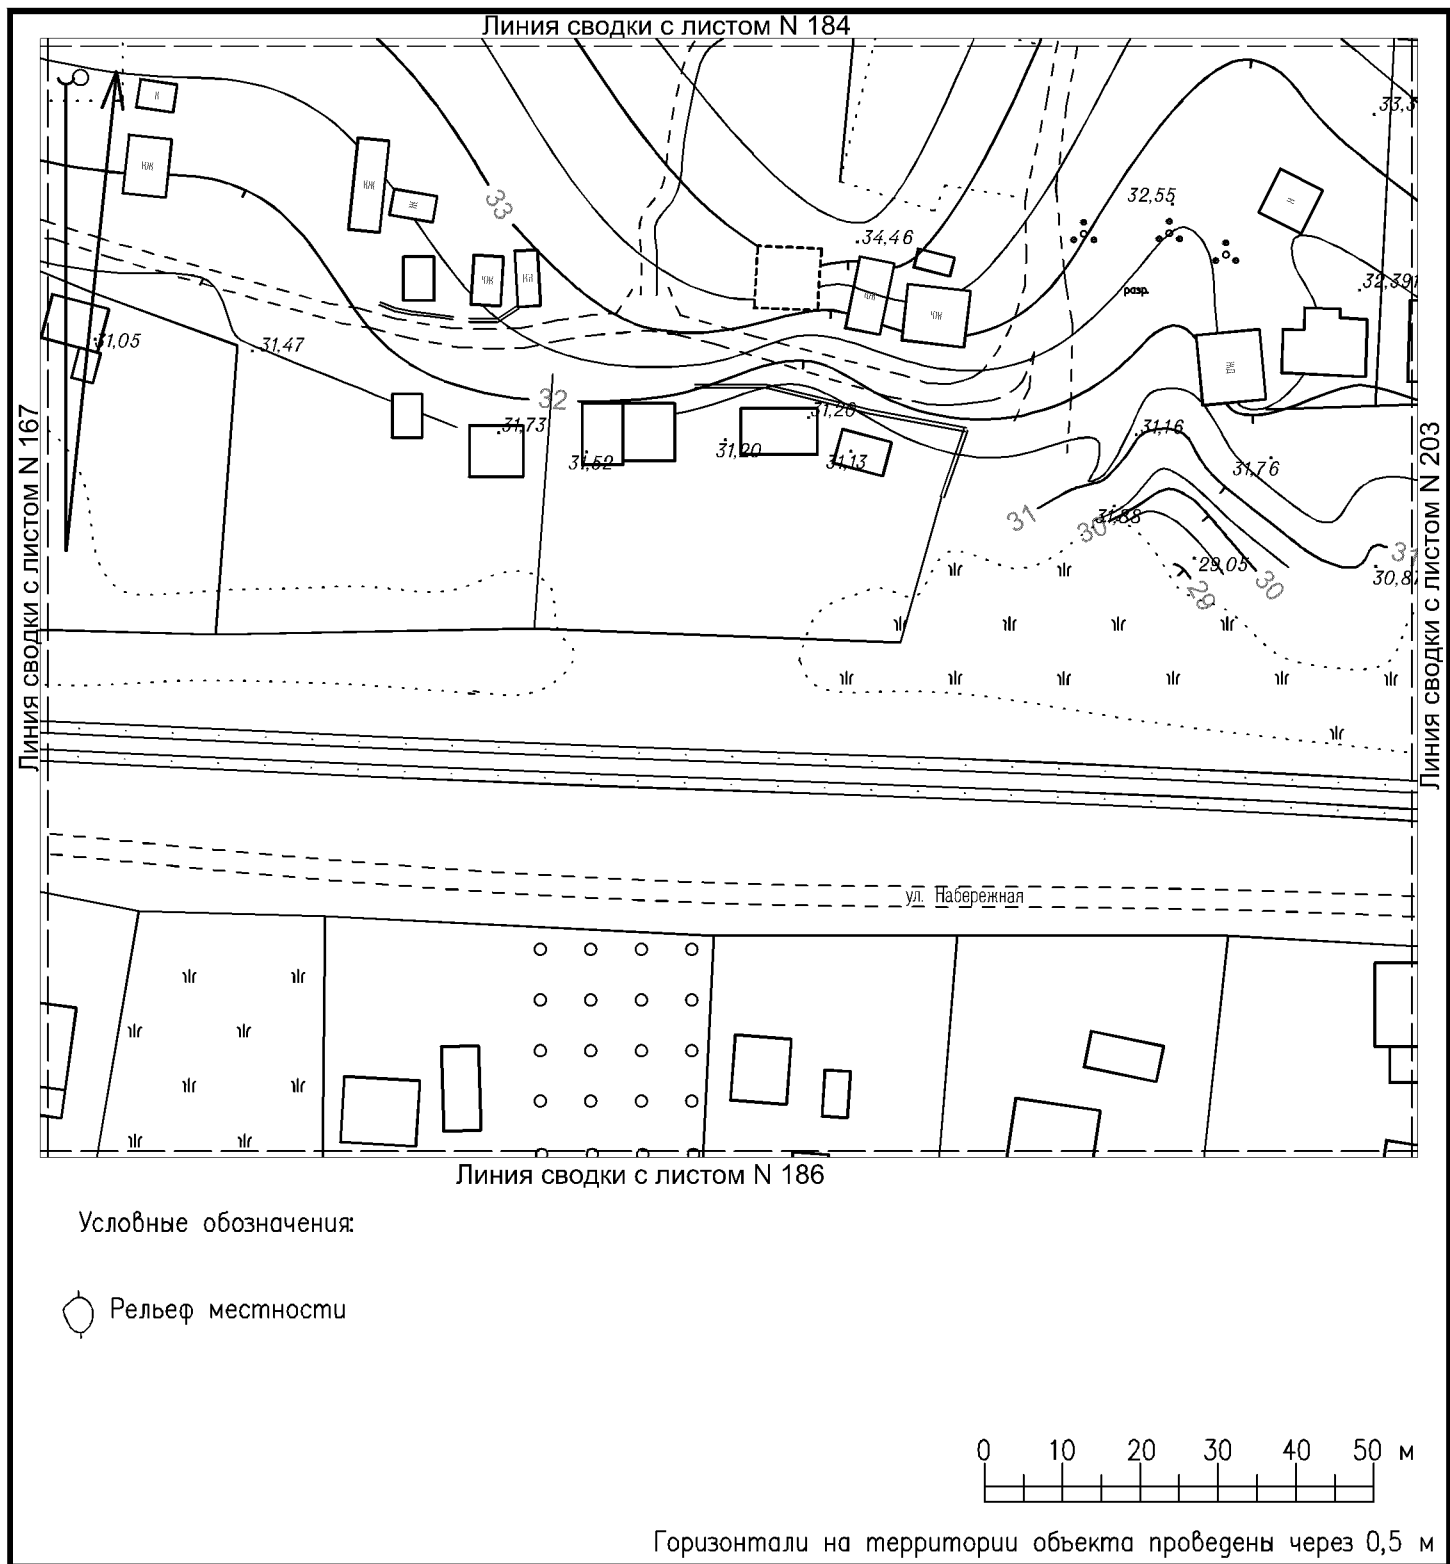 Линия сводки с листом N 184
33,3
32,55
33
34,46
разр.
32,391
31,05
31,47
32
31,20
31,73
31,16
31,20
31,13
31,52
31,76
31
31,88
30
31
29,05
30,87
30
29
Линия сводки с листом N 167
Линия сводки с листом N 203
ул. Набережная
Линия сводки с листом N 186
Условные обозначения:
Рельеф местности
0 10 20 30 40 50 м
Горизонтали на территории объекта проведены через 0,5 м